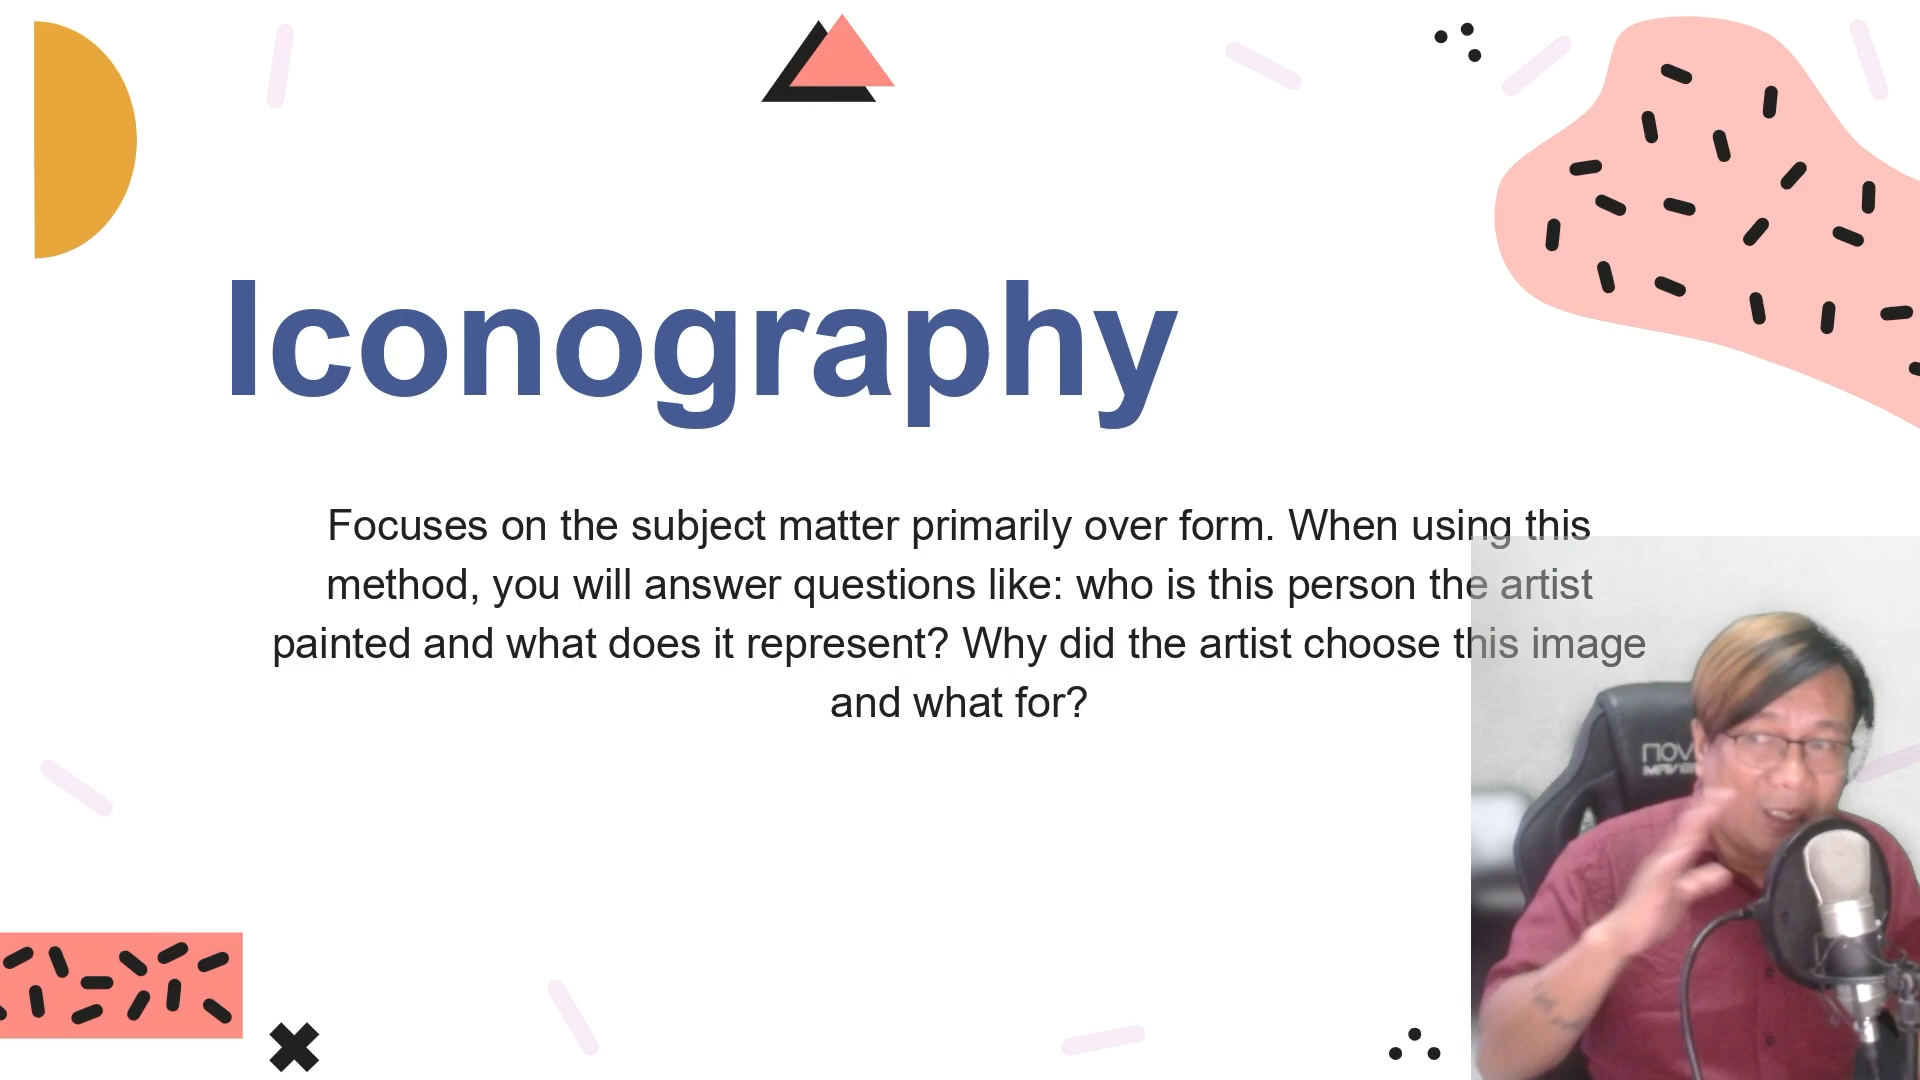 Iconography
Focuses on the subject matter primarily over form. When using this
method, you will answer questions like: who is this person the artist
painted and what does it represent? Why did the artist choose this image
and what for?